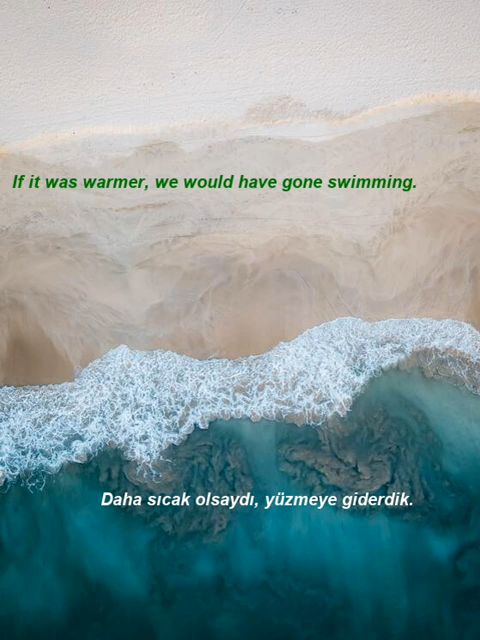 If it was warmer, we would have gone swimming.
Daha sıcak olsaydı, yüzmeye giderdik.